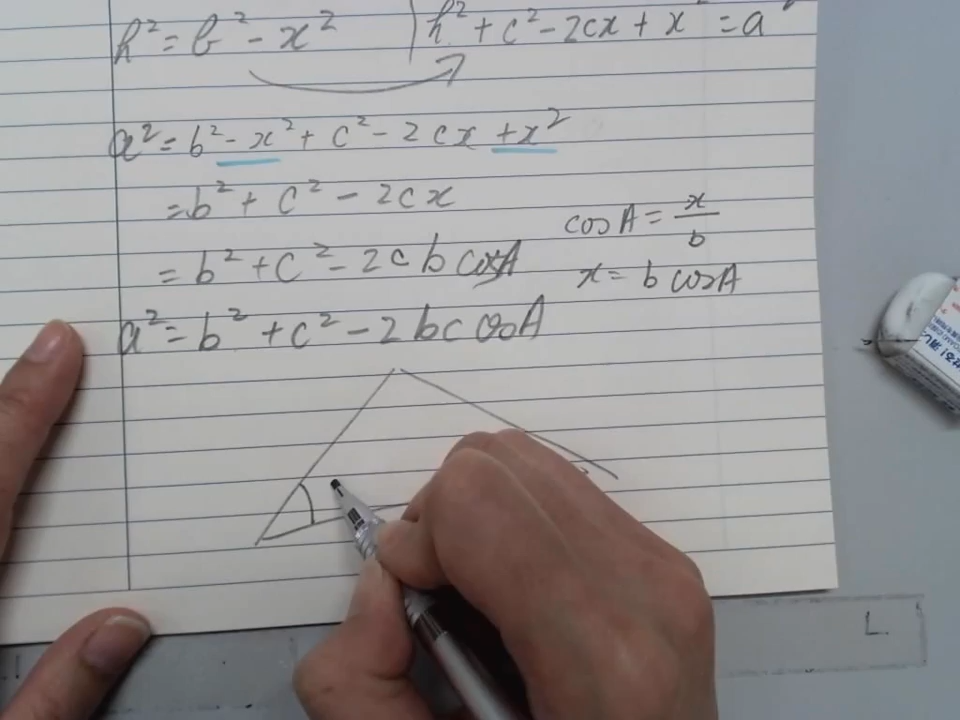 h² = b² - x² h² + c² - 2cx + x² = a²
a² = b² - x² + c² - 2cx + x²
= b² + c² - 2cx
cosA = x/b
= b² + c² - 2cb cosA
x = b cosA
a² = b² + c² - 2bc cosA
L